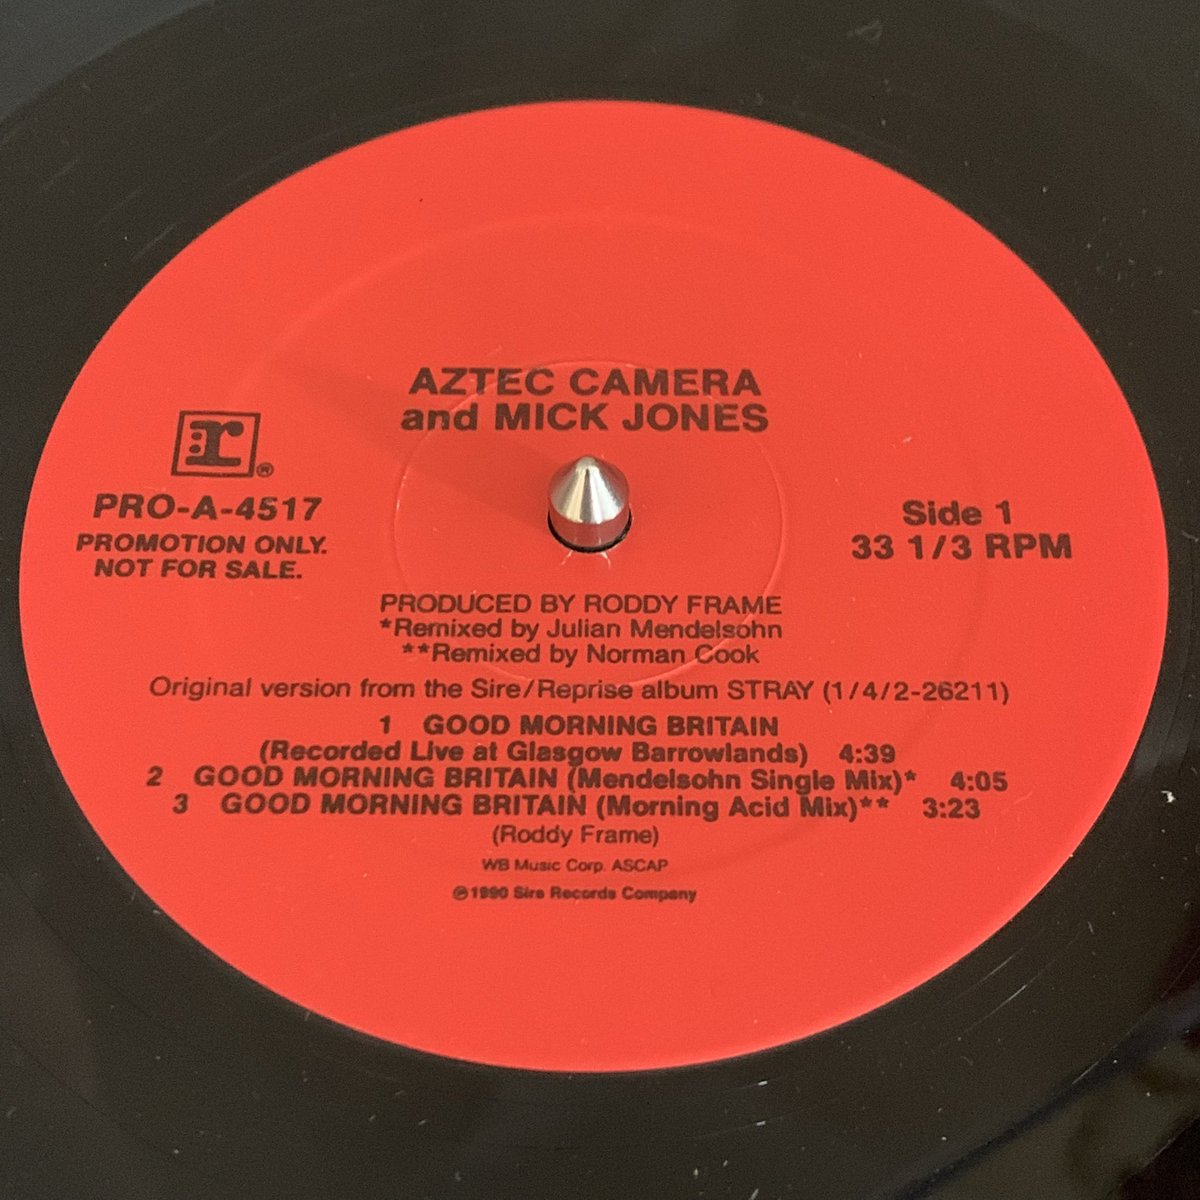 AZTEC CAMERA
and MICK JONES
r®
PRO-A-4517
PROMOTION ONLY.
NOT FOR SALE.
Side 1
33 1/3 RPM
PRODUCED BY RODDY FRAME
*Remixed by Julian Mendelsohn
**Remixed by Norman Cook
Original version from the Sire/Reprise album STRAY (1/4/2-26211)
1 GOOD MORNING BRITAIN
(Recorded Live at Glasgow Barrowlands) 4:39
2 GOOD MORNING BRITAIN (Mendelsohn Single Mix)* 4:05
3 GOOD MORNING BRITAIN (Morning Acid Mix)** 3:23
(Roddy Frame)
WB Music Corp. ASCAP
℗1990 Sire Records Company